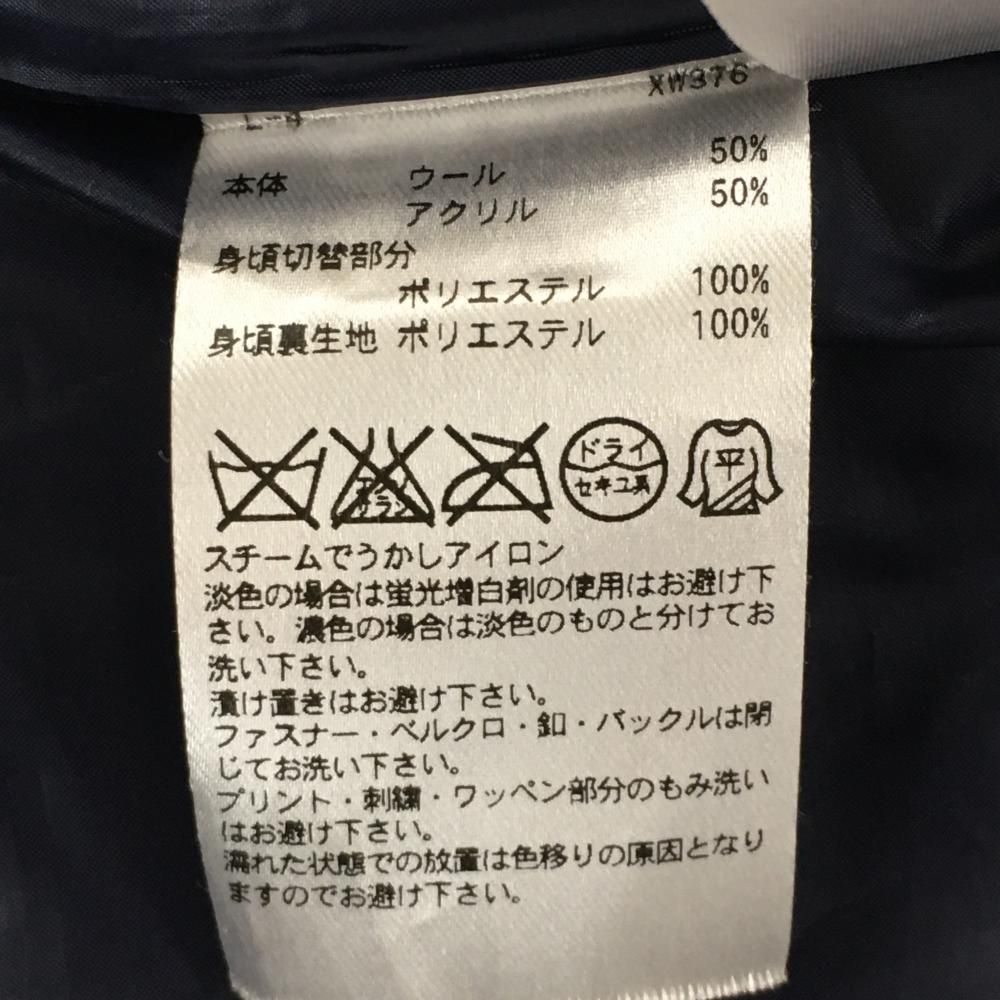 XW376
L-4
本体 ウール 50%
アクリル 50%
身頃切替部分
ポリエステル 100%
身頃裏生地 ポリエステル 100%
エンソ
サラシ
ドライ
セキユ系
平
スチームでうかしアイロン
淡色の場合は蛍光増白剤の使用はお避け下
さい。濃色の場合は淡色のものと分けてお
洗い下さい。
漬け置きはお避け下さい。
ファスナー・ベルクロ・釦・バックルは閉
じてお洗い下さい。
プリント・刺繍・ワッペン部分のもみ洗い
はお避け下さい。
濡れた状態での放置は色移りの原因となり
ますのでお避け下さい。